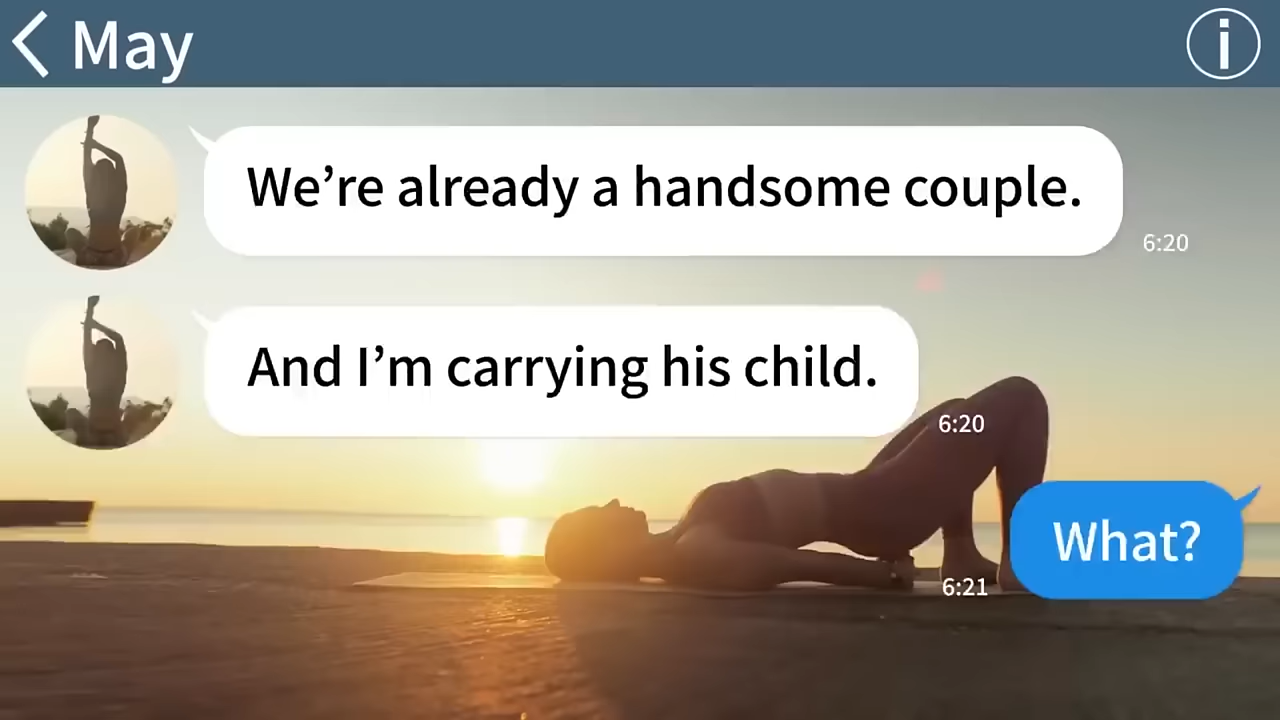 May
We’re already a handsome couple.
6:20
And I’m carrying his child.
6:20
What?
6:21